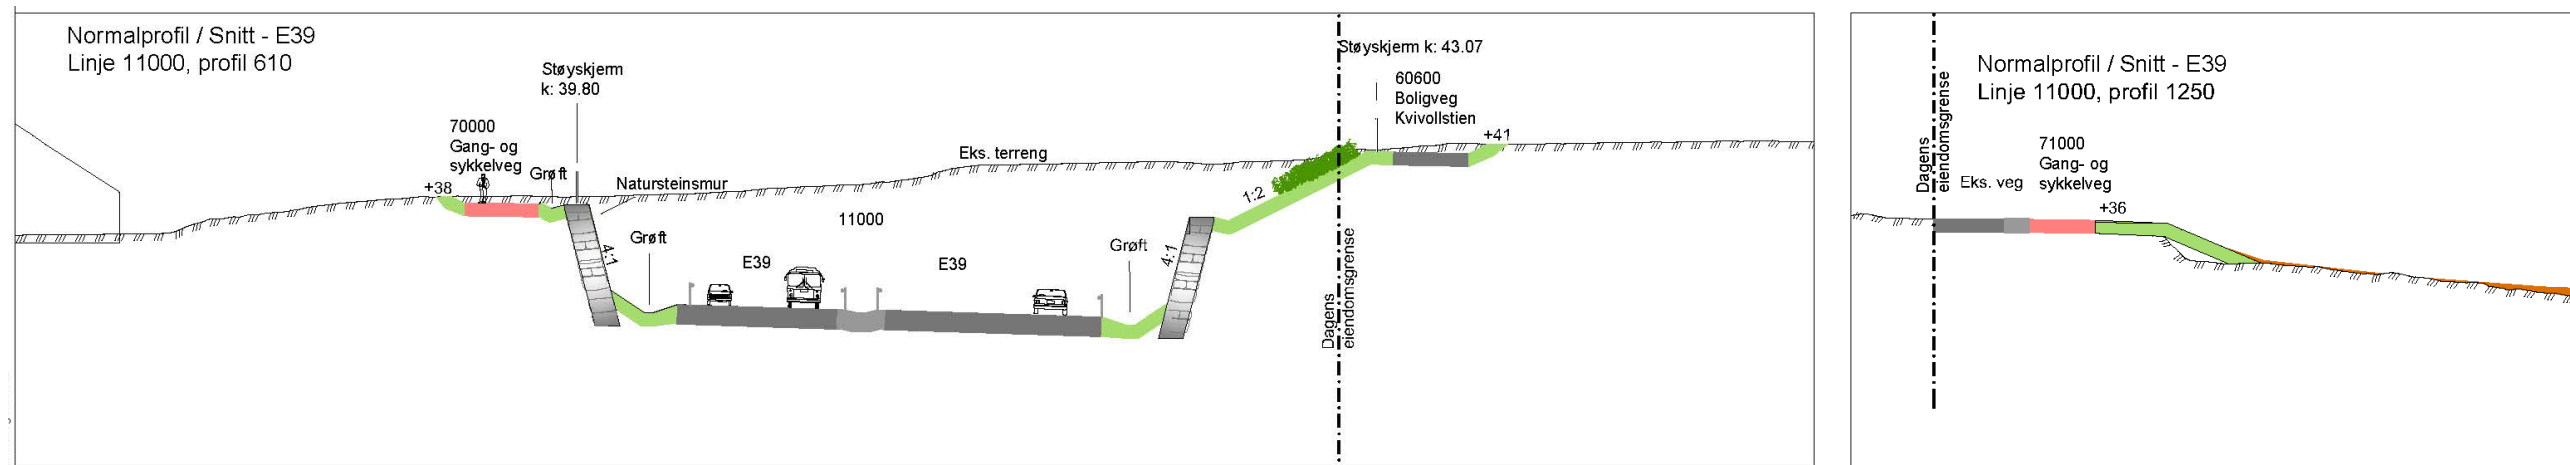 Normalprofil / Snitt - E39
Linje 11000, profil 610
Støyskjerm
k: 39.80
70000
Gang- og
sykkelveg
+38
Grøft
Natursteinsmur
4:1
Grøft
11000
E39
E39
Eks. terreng
Grøft
4:1
1:2
Støyskjerm k: 43.07
60600
Boligveg
Kvivollstien
+41
Dagens
eiendomsgrense
Normalprofil / Snitt - E39
Linje 11000, profil 1250
Dagens
eiendomsgrense
Eks. veg
71000
Gang- og
sykkelveg
+36